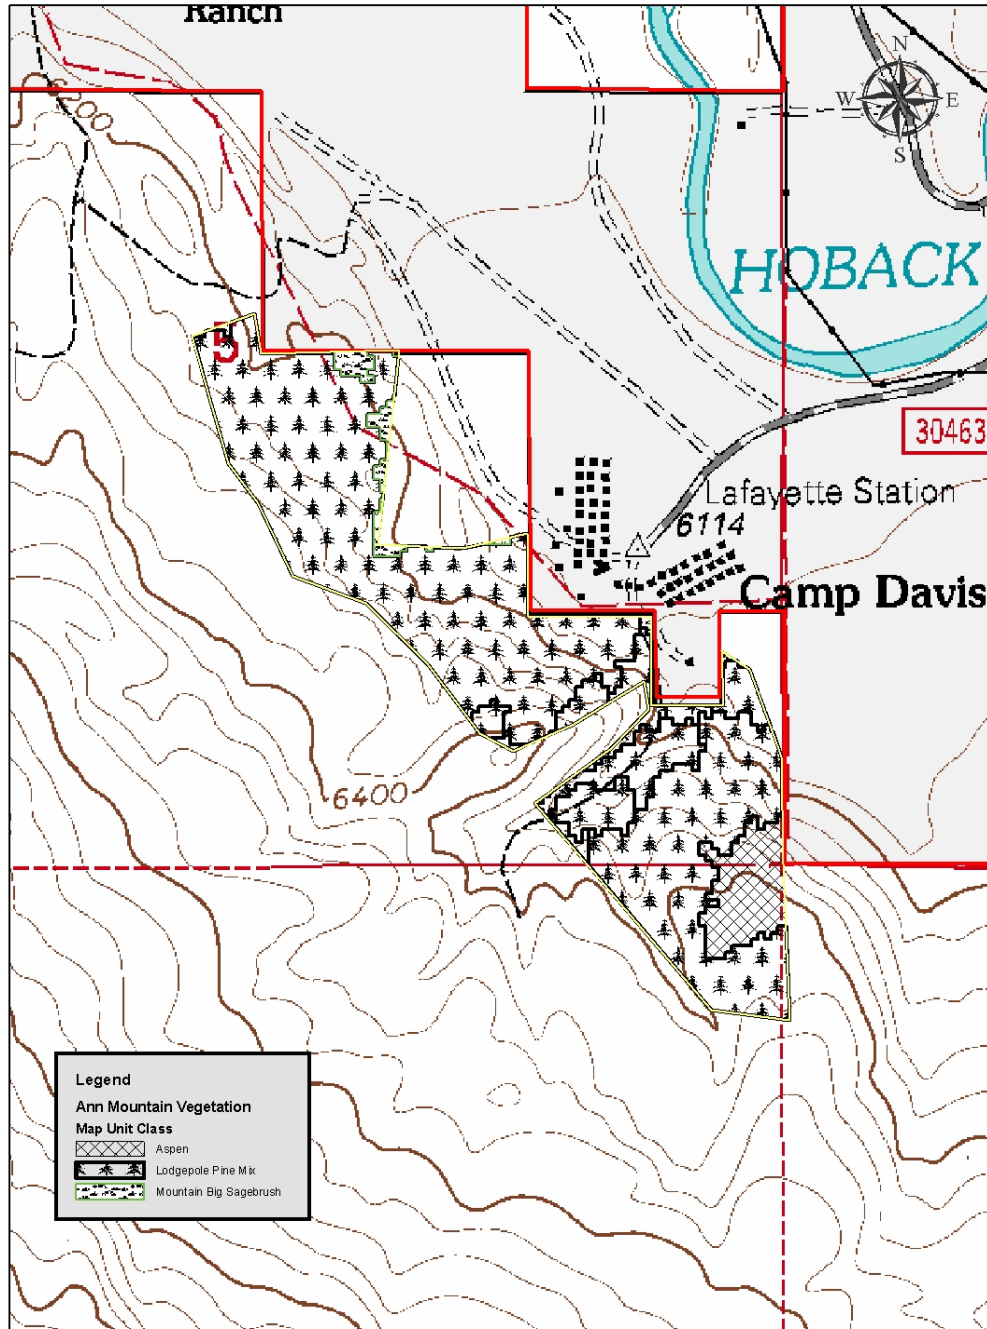 Ranch
6200
N
W E
S
HOBACK
5
30463
Lafayette Station
6114
Camp Davis
6400
Legend
Ann Mountain Vegetation
Map Unit Class
Aspen
Lodgepole Pine Mix
Mountain Big Sagebrush